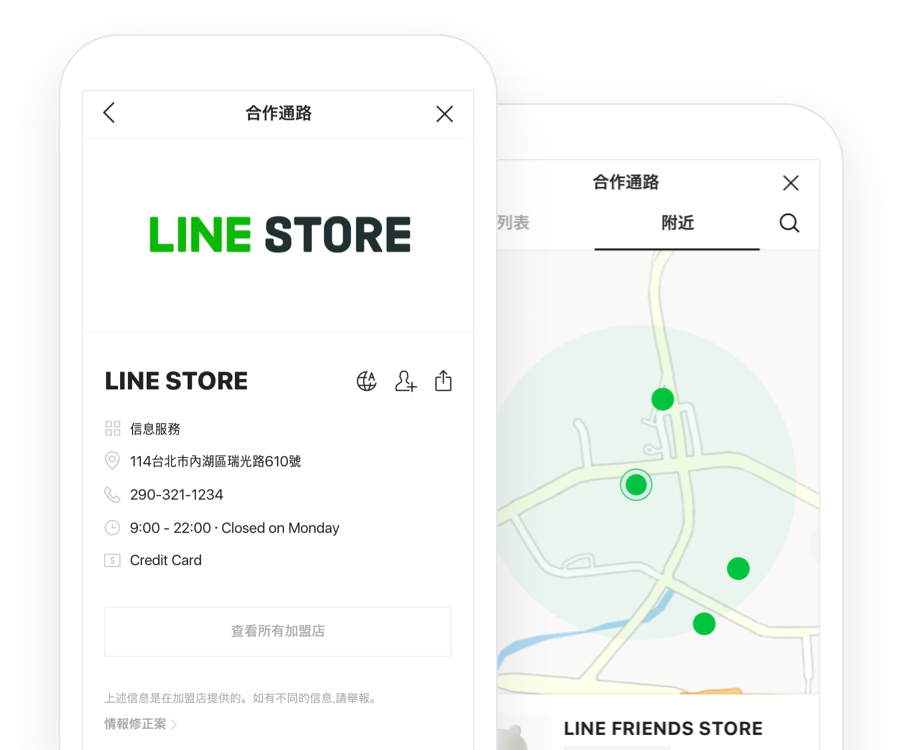 合作通路
LINE STORE
LINE STORE
信息服務
114台北市內湖區瑞光路610號
290-321-1234
9:00 - 22:00 · Closed on Monday
Credit Card
查看所有加盟店
上述信息是在加盟店提供的。如有不同的信息,請舉報。
情報修正案
合作通路
列表
附近
LINE FRIENDS STORE